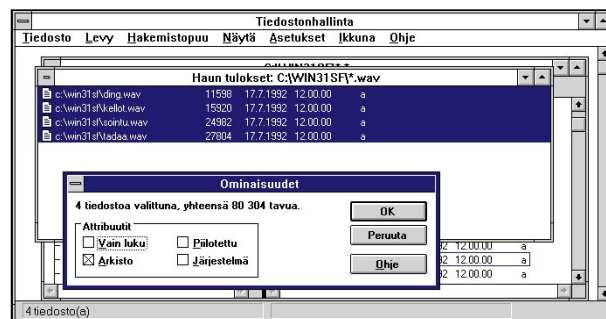 Tiedostonhallinta
Tiedosto Levy Hakemistopuu Näytä Asetukset Ikkuna Ohje
Haun tulokset: C:\WIN31SF\*.wav
c:\win31sf\ding.wav 11598 17.7.1992 12.00.00 a
c:\win31sf\kellot.wav 15920 17.7.1992 12.00.00 a
c:\win31sf\sointu.wav 24982 17.7.1992 12.00.00 a
c:\win31sf\tadaa.wav 27804 17.7.1992 12.00.00 a
Ominaisuudet
4 tiedostoa valittuna, yhteensä 80 304 tavua.
OK
Attribuutit
Peruuta
Vain luku Piilotettu
Arkisto Järjestelmä
Ohje
12.00.00 a
12.00.00 a
12.00.00 a
4 tiedosto(a)